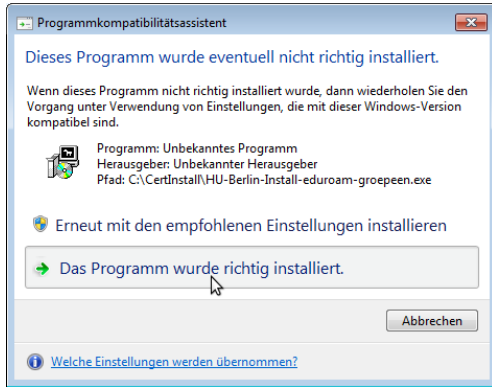 Programmkompatibilitätsassistent
Dieses Programm wurde eventuell nicht richtig installiert.
Wenn dieses Programm nicht richtig installiert wurde, dann wiederholen Sie den
Vorgang unter Verwendung von Einstellungen, die mit dieser Windows-Version
kompatibel sind.
Programm: Unbekanntes Programm
Herausgeber: Unbekannter Herausgeber
Pfad: C:\CertInstall\HU-Berlin-Install-eduroam-groepeen.exe
Erneut mit den empfohlenen Einstellungen installieren
Das Programm wurde richtig installiert.
Abbrechen
Welche Einstellungen werden übernommen?